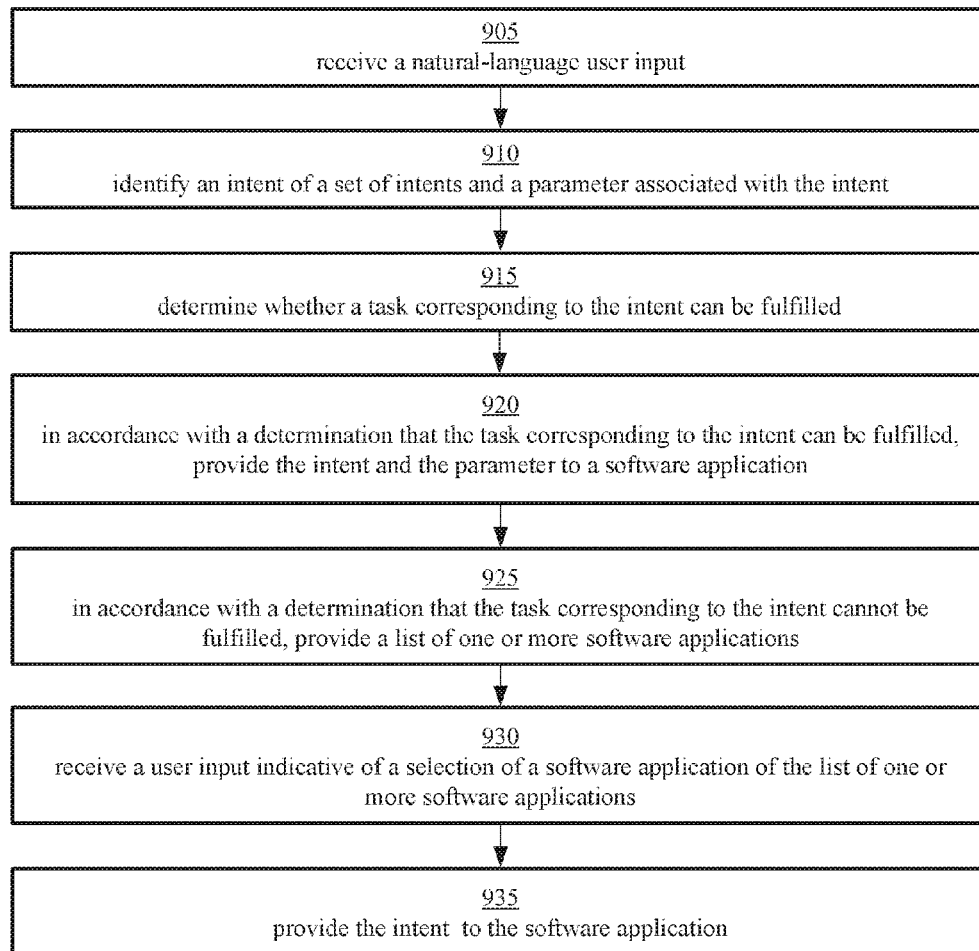 905
receive a natural-language user input
910
identify an intent of a set of intents and a parameter associated with the intent
915
determine whether a task corresponding to the intent can be fulfilled
920
in accordance with a determination that the task corresponding to the intent can be fulfilled,
provide the intent and the parameter to a software application
925
in accordance with a determination that the task corresponding to the intent cannot be
fulfilled, provide a list of one or more software applications
930
receive a user input indicative of a selection of a software application of the list of one or
more software applications
935
provide the intent to the software application